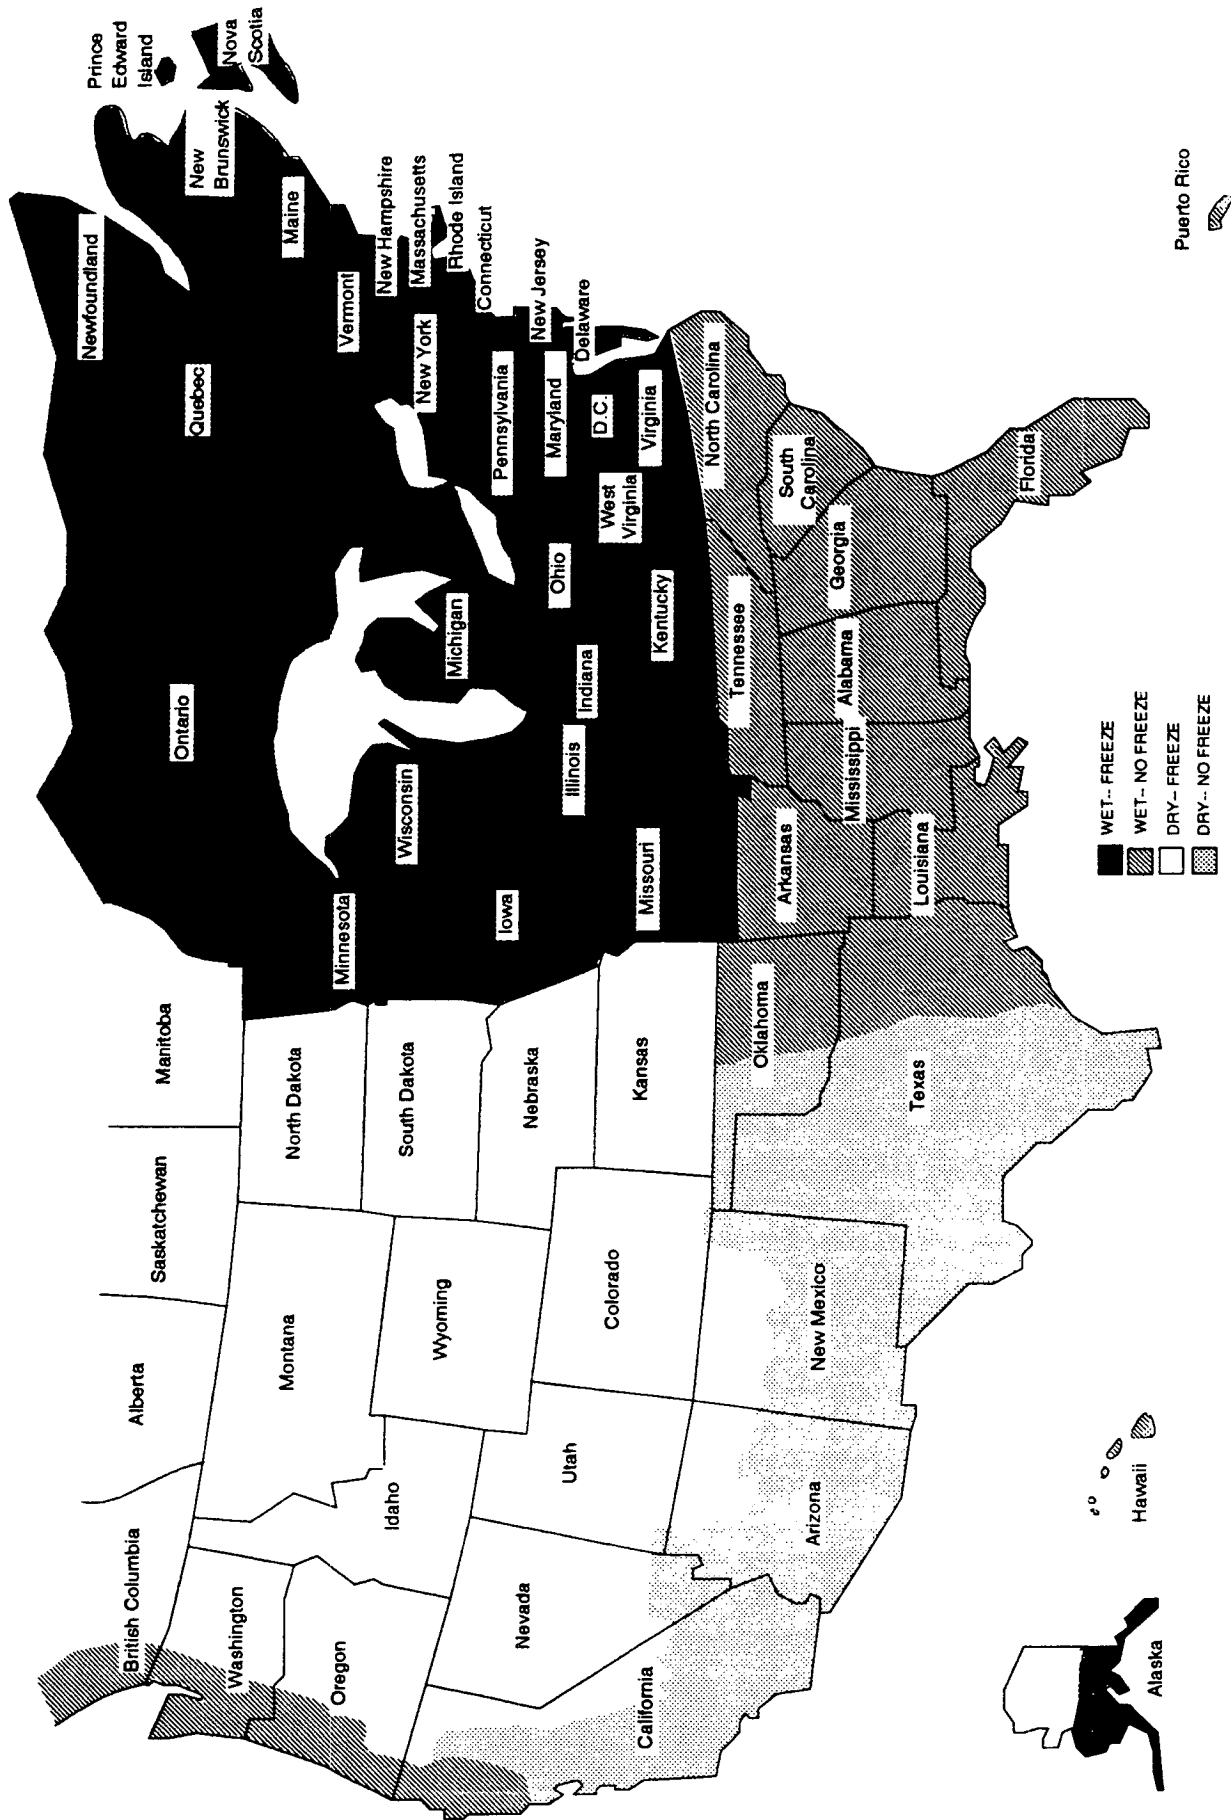 British Columbia
Alberta
Saskatchewan
Manitoba
Ontario
Quebec
Newfoundland
Prince
Edward
Island
New
Brunswick
Nova
Scotia
Washington
Montana
North Dakota
Minnesota
Vermont
Maine
Oregon
Idaho
Wyoming
South Dakota
Wisconsin
Michigan
New York
New Hampshire
Massachusetts
Rhode Island
Connecticut
Nevada
Utah
Colorado
Nebraska
Iowa
Illinois
Indiana
Ohio
Pennsylvania
Maryland
New Jersey
Delaware
D.C.
California
Kansas
Missouri
Kentucky
West
Virginia
Virginia
Arizona
New Mexico
Oklahoma
Arkansas
Tennessee
North Carolina
South
Carolina
Texas
Louisiana
Mississippi
Alabama
Georgia
Florida
Alaska
Hawaii
Puerto Rico
WET-- FREEZE
WET-- NO FREEZE
DRY-- FREEZE
DRY-- NO FREEZE